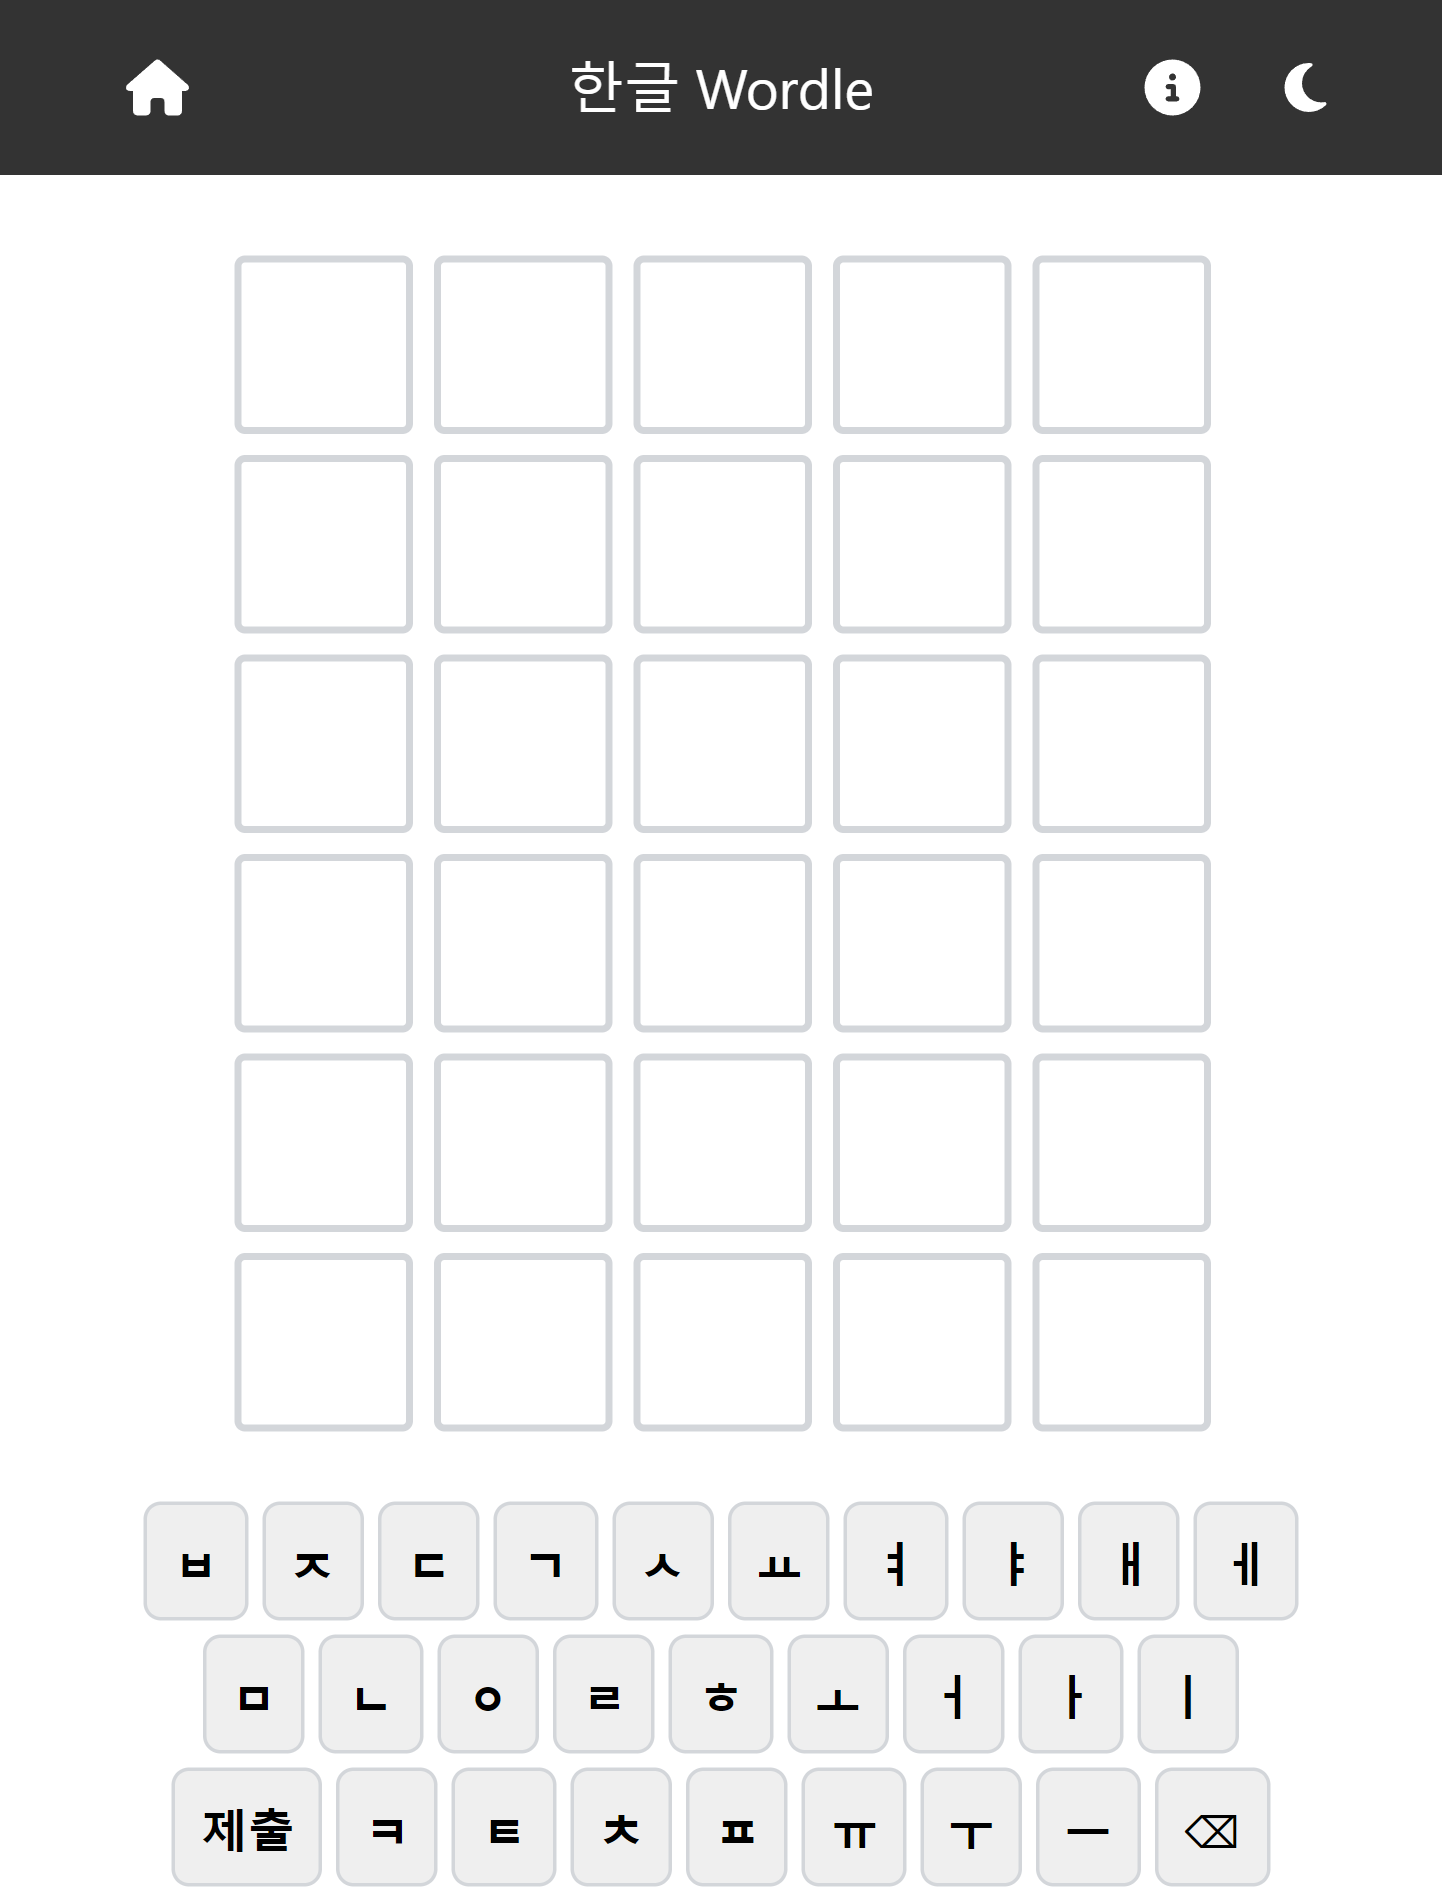 한글 Wordle
ㅂ ㅈ ㄷ ㄱ ㅅ ㅛ ㅕ ㅑ ㅐ ㅔ
ㅁ ㄴ ㅇ ㄹ ㅎ ㅗ ㅓ ㅏ ㅣ
제출 ㅋ ㅌ ㅊ ㅍ ㅠ ㅜ ㅡ ⌫